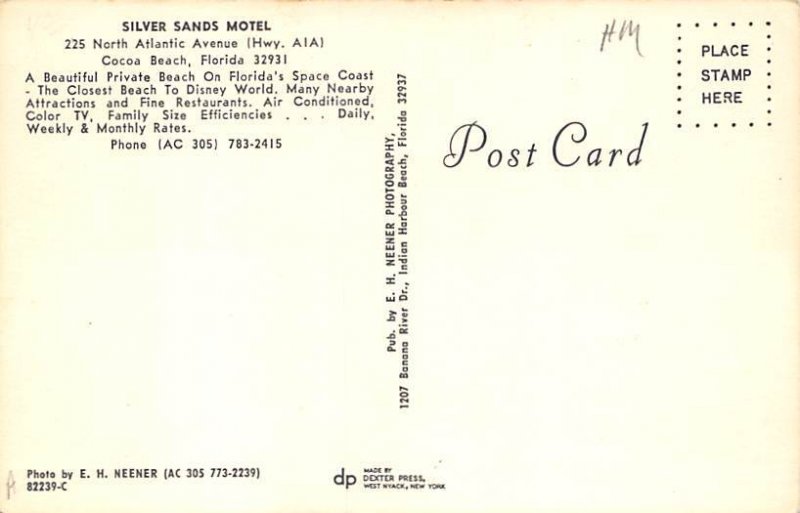 SILVER SANDS MOTEL
225 North Atlantic Avenue (Hwy. A1A)
Cocoa Beach, Florida 32931
A Beautiful Private Beach On Florida's Space Coast
- The Closest Beach To Disney World. Many Nearby
Attractions and Fine Restaurants. Air Conditioned,
Color TV, Family Size Efficiencies . . . Daily,
Weekly & Monthly Rates.
Phone (AC 305) 783-2415
Pub. by E. H. NEENER PHOTOGRAPHY,
1207 Banana River Dr., Indian Harbour Beach, Florida 32937
HM
PLACE
STAMP
HERE
Post Card
Photo by E. H. NEENER (AC 305 773-2239)
82239-C
A
dp
MADE BY
DEXTER PRESS,
WEST NYACK, NEW YORK